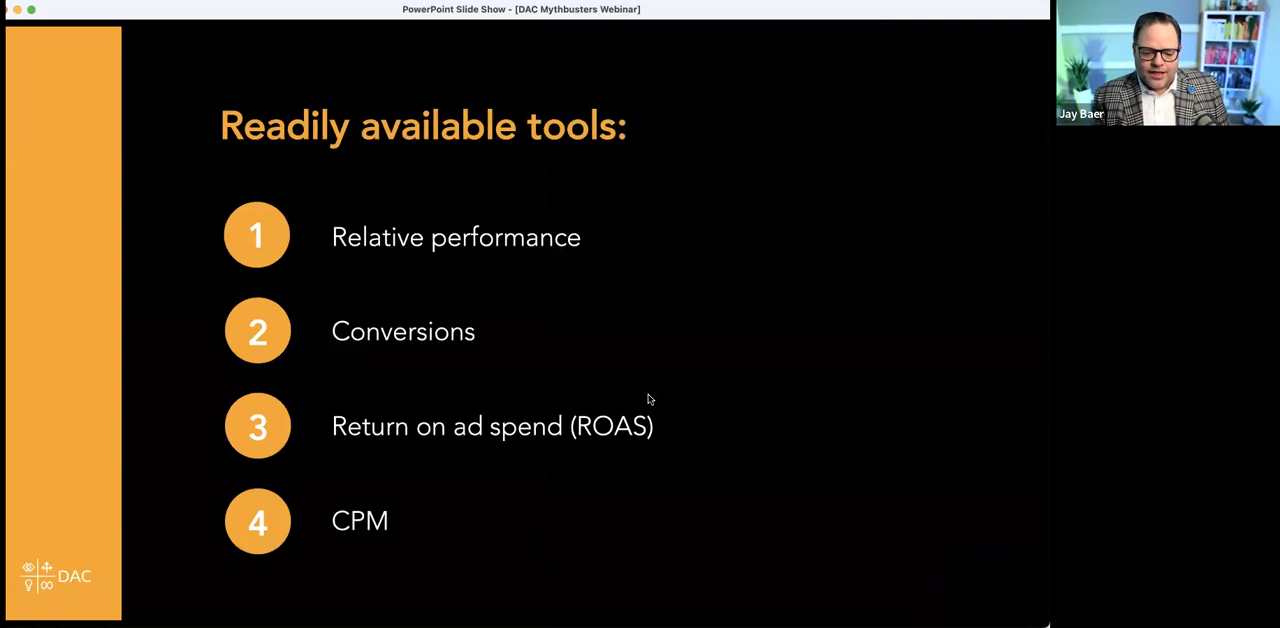 PowerPoint Slide Show - [DAC Mythbusters Webinar]
Readily available tools:
1 Relative performance
2 Conversions
3 Return on ad spend (ROAS)
4 CPM
DAC
Jay Baer